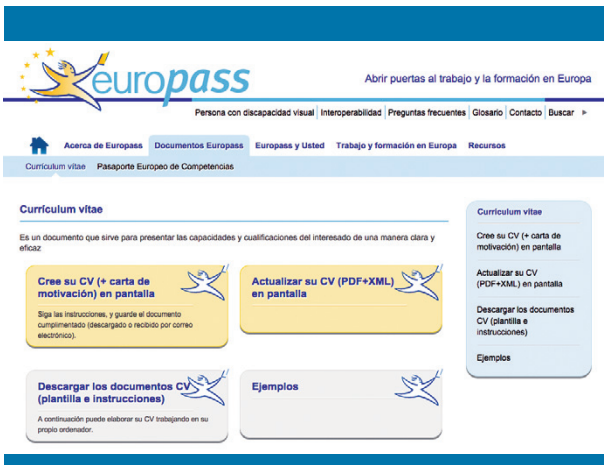 europass
Abrir puertas al trabajo y la formación en Europa
Persona con discapacidad visual Interoperabilidad Preguntas frecuentes Glosario Contacto Buscar
Acerca de Europass Documentos Europass Europass y Usted Trabajo y formación en Europa Recursos
Curriculum vitae Pasaporte Europeo de Competencias
Currículum vitae
Es un documento que sirve para presentar las capacidades y cualificaciones del interesado de una manera clara y
eficaz
Cree su CV (+ carta de
motivación) en pantalla
Siga las instrucciones, y guarde el documento
cumplimentado (descargado o recibido por correo
electrónico).
Actualizar su CV (PDF+XML)
en pantalla
Descargar los documentos CV
(plantilla e instrucciones)
A continuación puede elaborar su CV trabajando en su
propio ordenador.
Ejemplos
Currículum vitae
Cree su CV (+ carta de
motivación) en pantalla
Actualizar su CV
(PDF+XML) en pantalla
Descargar los documentos
CV (plantilla e
instrucciones)
Ejemplos